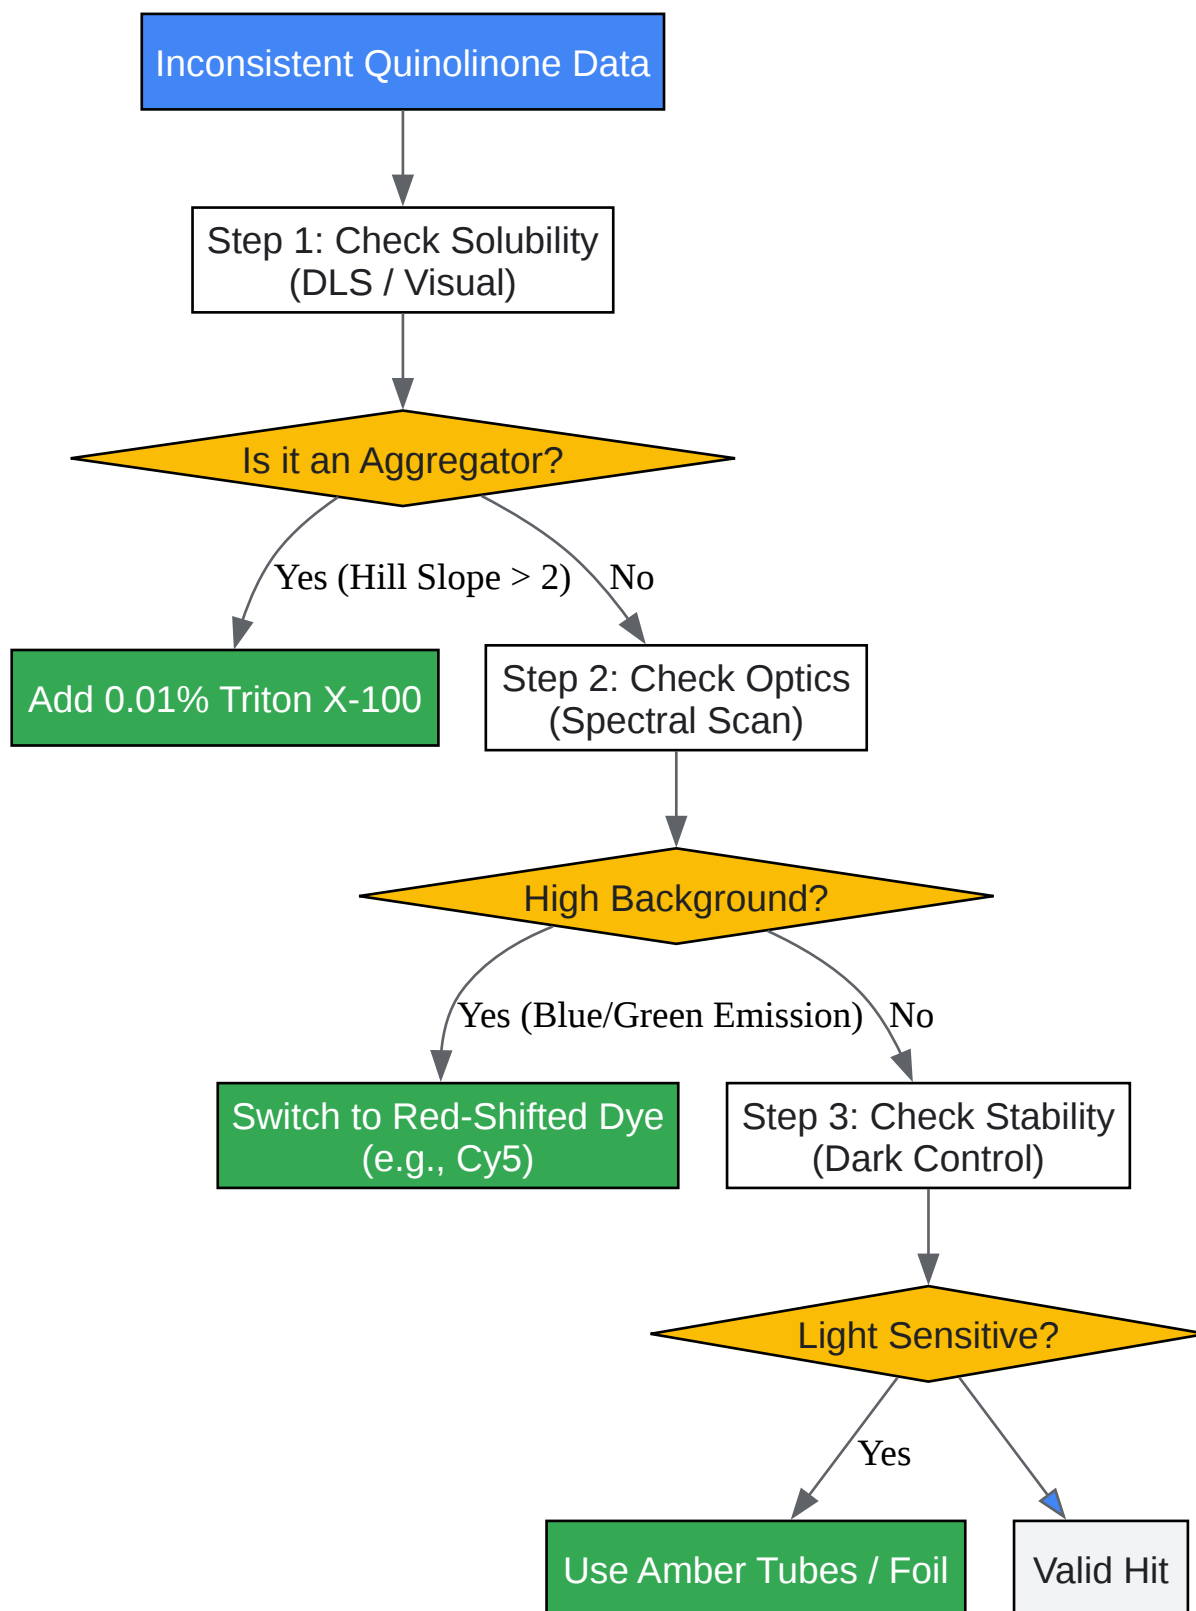 Inconsistent Quinolinone Data
Step 1: Check Solubility
(DLS / Visual)
Is it an Aggregator?
Yes (Hill Slope > 2)
No
Add 0.01% Triton X-100
Step 2: Check Optics
(Spectral Scan)
High Background?
Yes (Blue/Green Emission)
No
Switch to Red-Shifted Dye
(e.g., Cy5)
Step 3: Check Stability
(Dark Control)
Light Sensitive?
Yes
Use Amber Tubes / Foil
Valid Hit